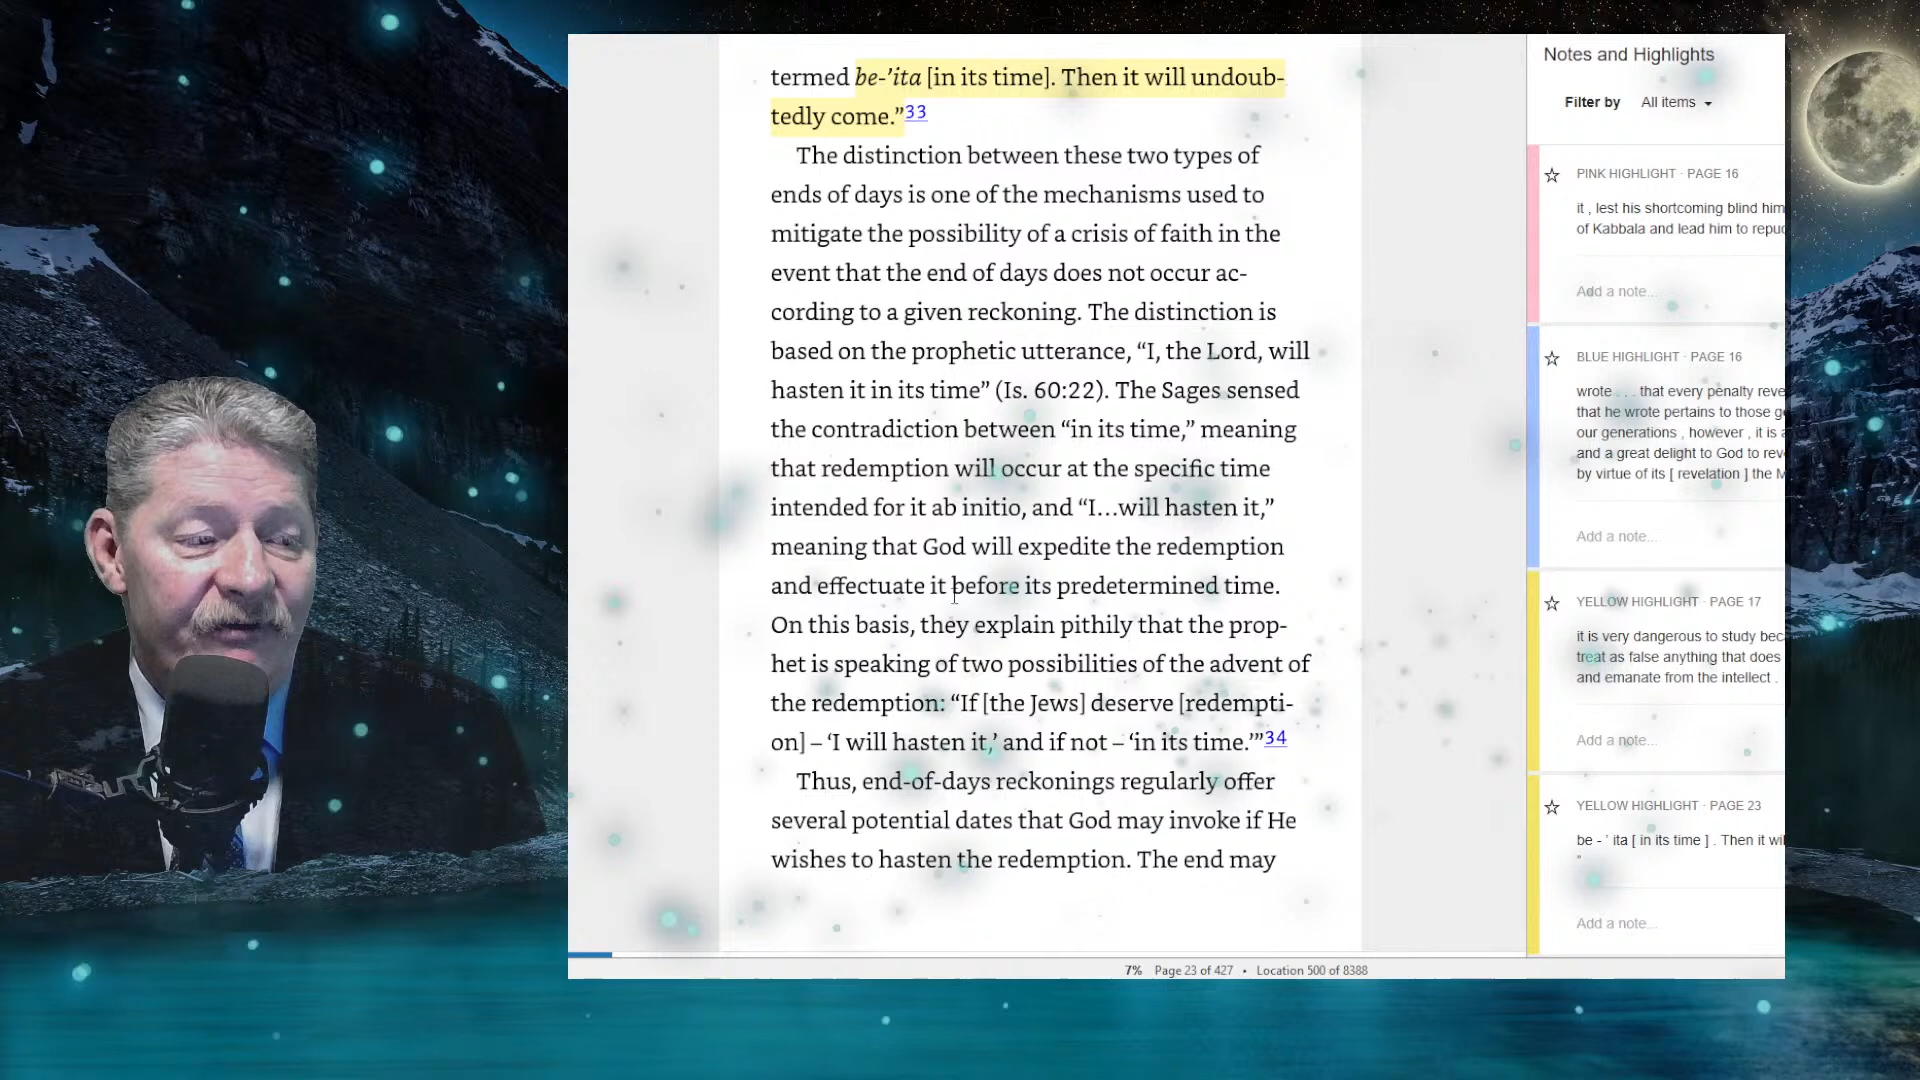 termed be-’ita [in its time]. Then it will undoub-
tedly come.”33
The distinction between these two types of
ends of days is one of the mechanisms used to
mitigate the possibility of a crisis of faith in the
event that the end of days does not occur ac-
cording to a given reckoning. The distinction is
based on the prophetic utterance, “I, the Lord, will
hasten it in its time” (Is. 60:22). The Sages sensed
the contradiction between “in its time,” meaning
that redemption will occur at the specific time
intended for it ab initio, and “I…will hasten it,”
meaning that God will expedite the redemption
and effectuate it before its predetermined time.
On this basis, they explain pithily that the prop-
het is speaking of two possibilities of the advent of
the redemption: “If [the Jews] deserve [redempti-
on] – ‘I will hasten it,’ and if not – ‘in its time.’”34
Thus, end-of-days reckonings regularly offer
several potential dates that God may invoke if He
wishes to hasten the redemption. The end may
7% Page 23 of 427 • Location 500 of 8388
Notes and Highlights
Filter by All items
PINK HIGHLIGHT · PAGE 16
it , lest his shortcoming blind him
of Kabbala and lead him to
Add a note...
BLUE HIGHLIGHT · PAGE 16
wrote . . . that every penalty
that he wrote pertains to those
our generations , however , it is
and a great delight to God to
by virtue of its [ revelation ] the
Add a note...
YELLOW HIGHLIGHT · PAGE 17
it is very dangerous to study
treat as false anything that does
and emanate from the intellect .
Add a note...
YELLOW HIGHLIGHT · PAGE 23
be - ’ ita [ in its time ] . Then it
”
Add a note...